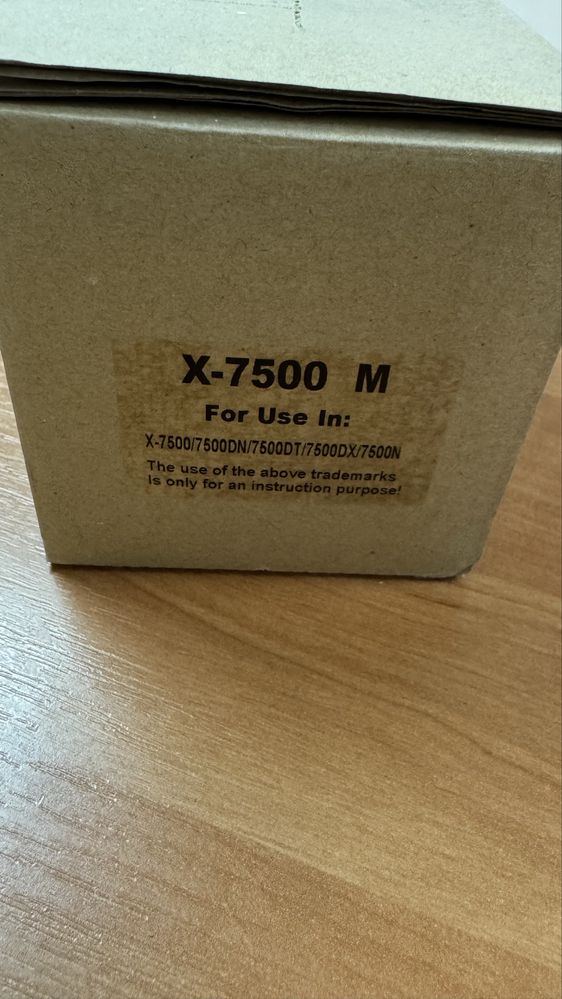 X-7500 M
For Use In:
X-7500/7500DN/7500DT/7500DX/7500N
The use of the above trademarks
Is only for an instruction purpose!